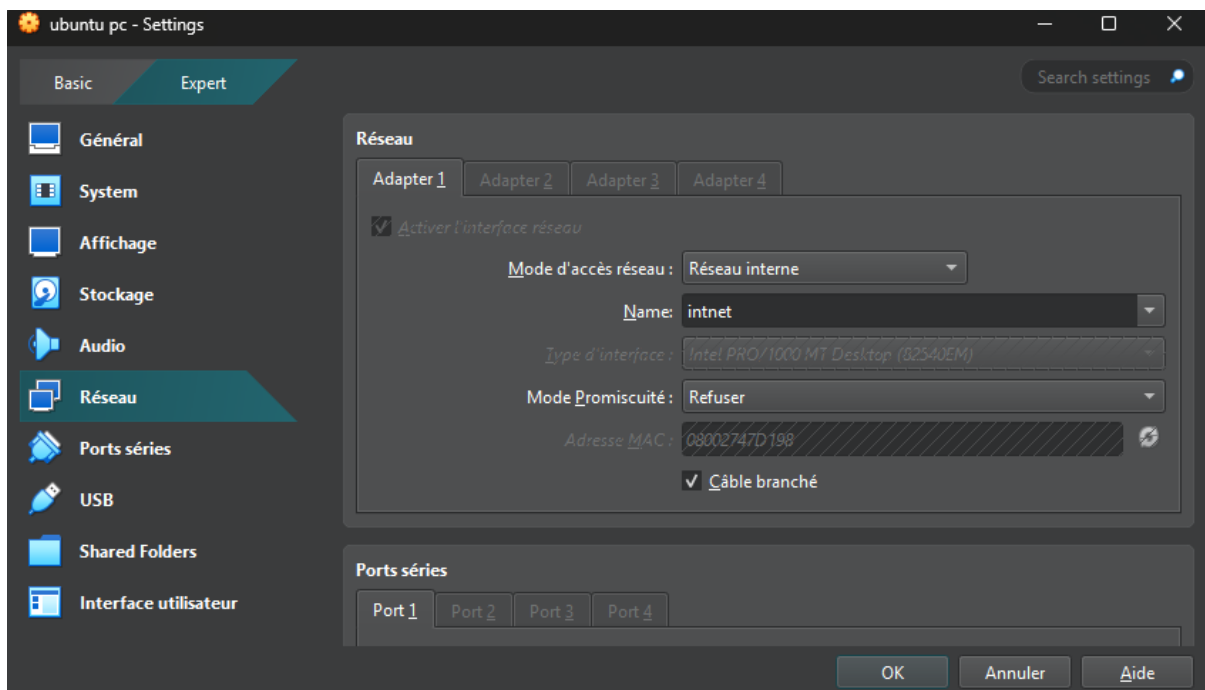 ubuntu pc - Settings
Basic
Expert
Search settings
Général
System
Affichage
Stockage
Audio
Réseau
Ports séries
USB
Shared Folders
Interface utilisateur
Réseau
Adapter 1
Adapter 2
Adapter 3
Adapter 4
Activer l'interface réseau
Mode d'accès réseau :
Réseau interne
Name:
intnet
Type d'interface :
Intel PRO/1000 MT Desktop (82540EM)
Mode Promiscuité :
Refuser
Adresse MAC :
08002747D198
Câble branché
Ports séries
Port 1
Port 2
Port 3
Port 4
OK
Annuler
Aide